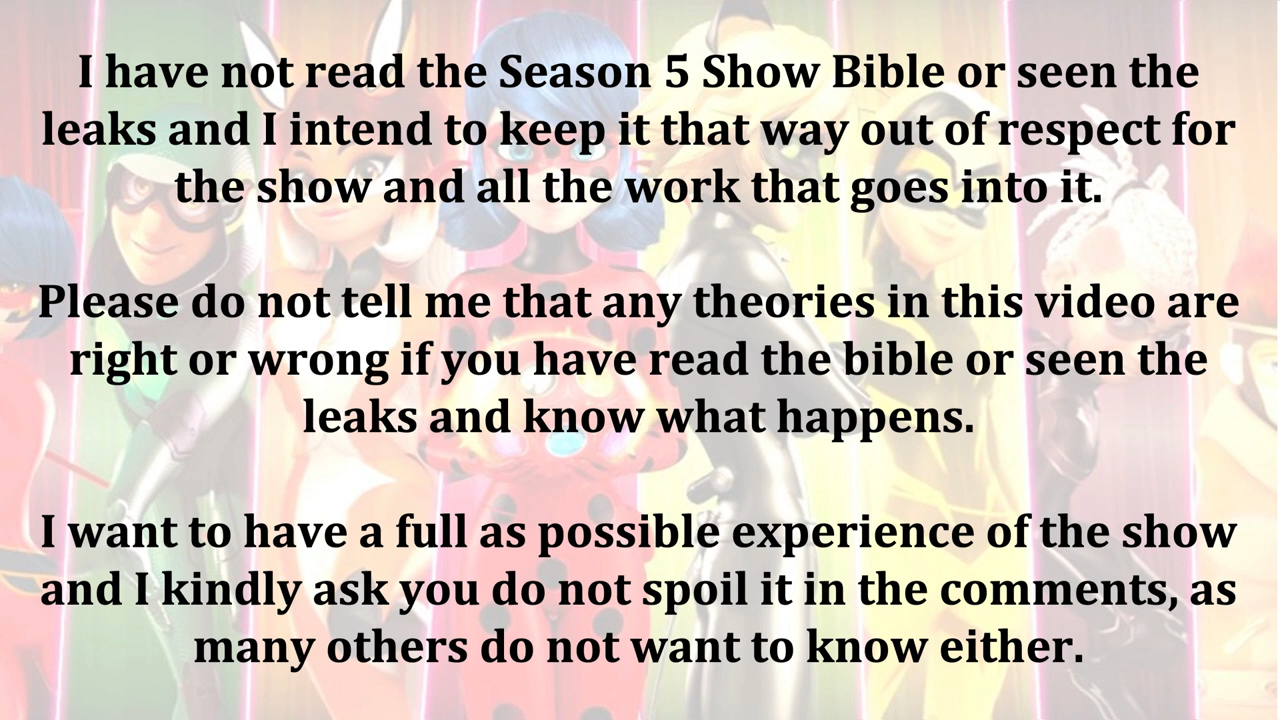 I have not read the Season 5 Show Bible or seen the
leaks and I intend to keep it that way out of respect for
the show and all the work that goes into it.
Please do not tell me that any theories in this video are
right or wrong if you have read the bible or seen the
leaks and know what happens.
I want to have a full as possible experience of the show
and I kindly ask you do not spoil it in the comments, as
many others do not want to know either.